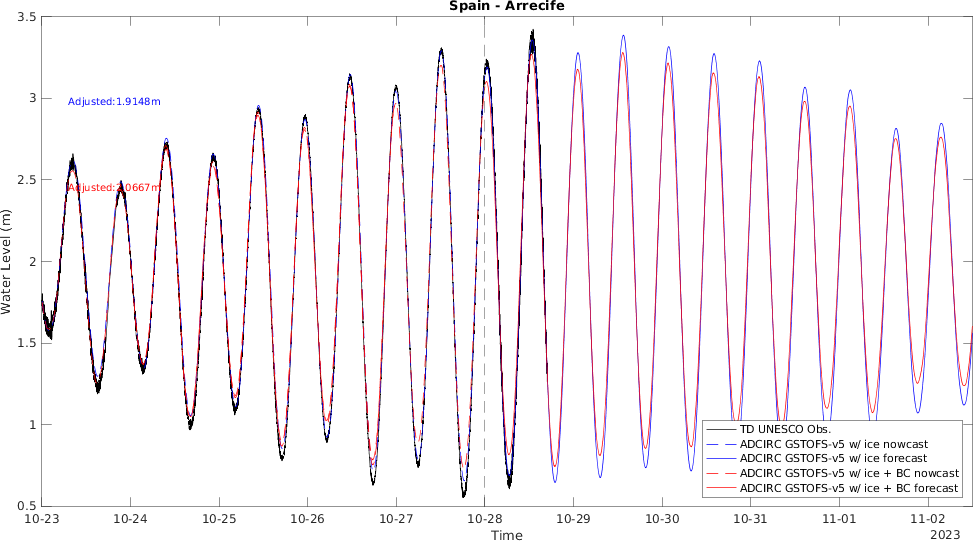 Spain - Arrecife
3.5
3
2.5
2
1.5
1
0.5
Water Level (m)
Adjusted:1.9148m
Adjusted:2.0667m
TD UNESCO Obs.
ADCIRC GSTOFS-v5 w/ ice nowcast
ADCIRC GSTOFS-v5 w/ ice forecast
ADCIRC GSTOFS-v5 w/ ice + BC nowcast
ADCIRC GSTOFS-v5 w/ ice + BC forecast
10-23 10-24 10-25 10-26 10-27 10-28 10-29 10-30 10-31 11-01 11-02
Time
2023